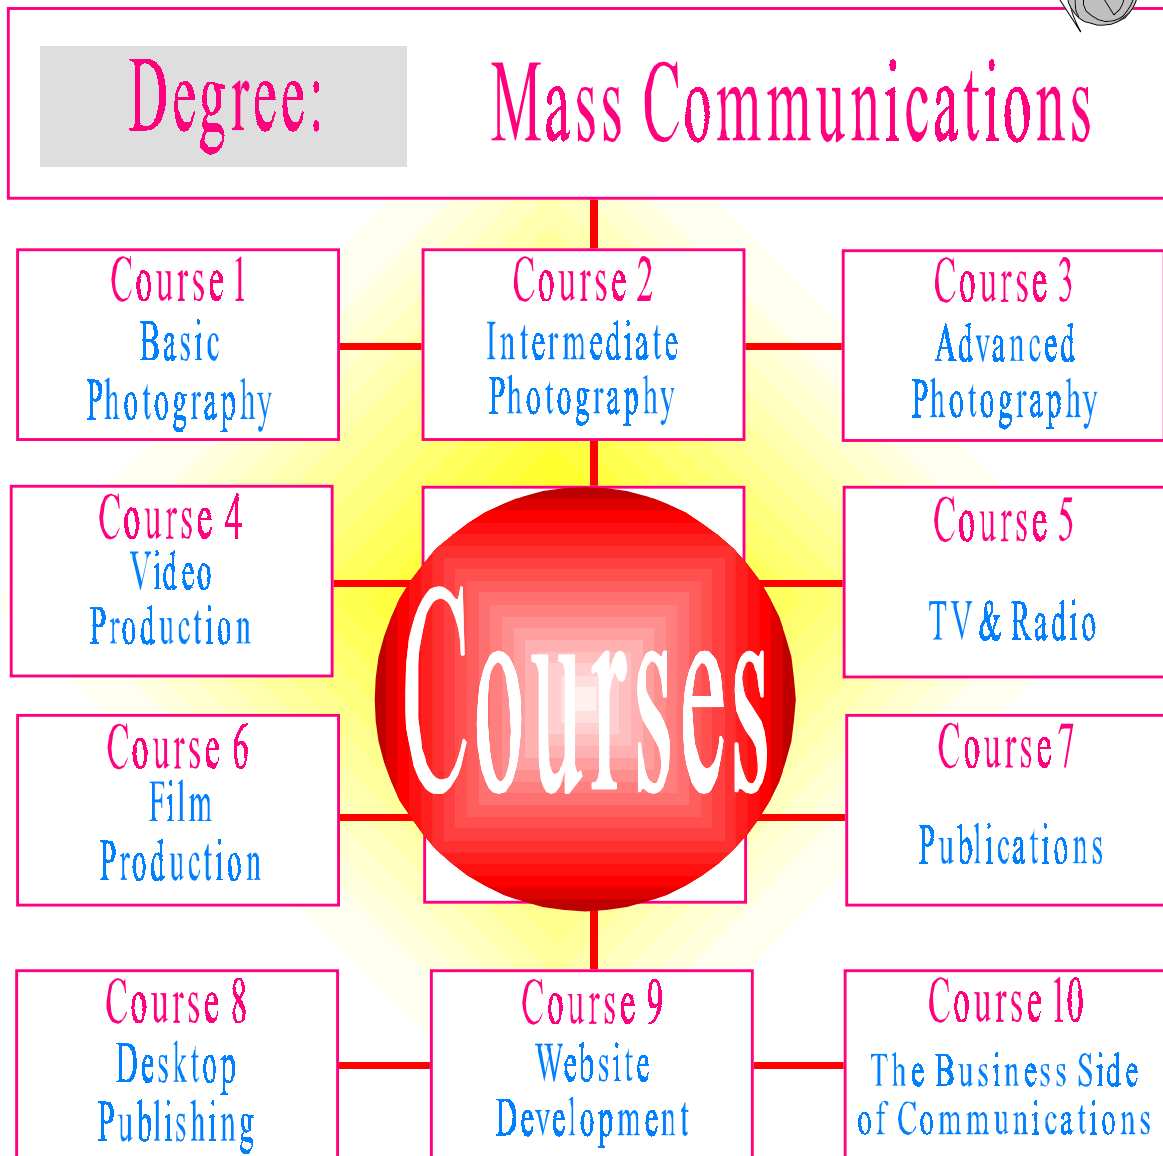 Degree: Mass Communications
Course 1
Basic
Photography
Course 2
Intermediate
Photography
Course 3
Advanced
Photography
Course 4
Video
Production
Courses
Course 5
TV & Radio
Course 6
Film
Production
Course 7
Publications
Course 8
Desktop
Publishing
Course 9
Website
Development
Course 10
The Business Side
of Communications